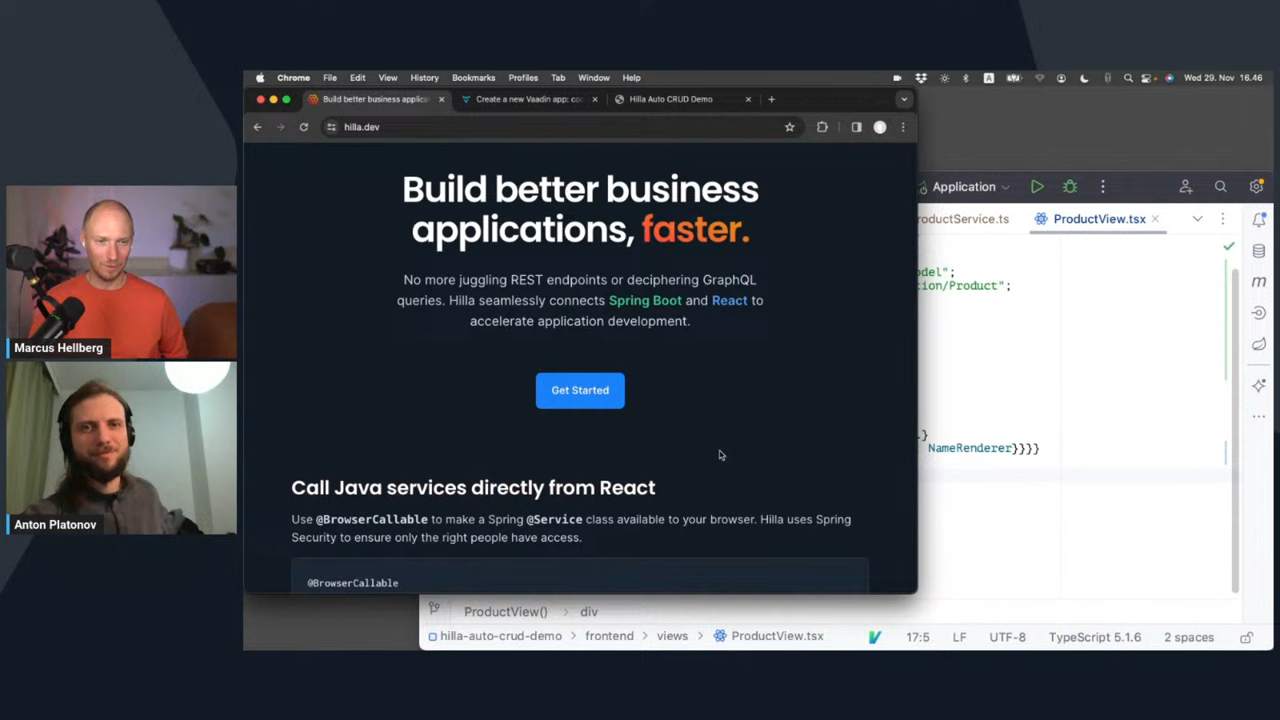 Chrome File Edit View History Bookmarks Profiles Tab Window Help
A
Wed 29. Nov 16.46
Build better business applica
Create a new Vaadin app: co
Hilla Auto CRUD Demo
hilla.dev
Build better business
applications, faster.
No more juggling REST endpoints or deciphering GraphQL
queries. Hilla seamlessly connects Spring Boot and React to
accelerate application development.
Get Started
Call Java services directly from React
Use @BrowserCallable to make a Spring @Service class available to your browser. Hilla uses Spring
Security to ensure only the right people have access.
@BrowserCallable
Application
roductService.ts
ProductView.tsx
del";
ion/Product";
.}
NameRenderer}}}}
m
ProductView() › div
hilla-auto-crud-demo › frontend › views › ProductView.tsx
17:5 LF UTF-8 TypeScript 5.1.6 2 spaces
Marcus Hellberg
Anton Platonov